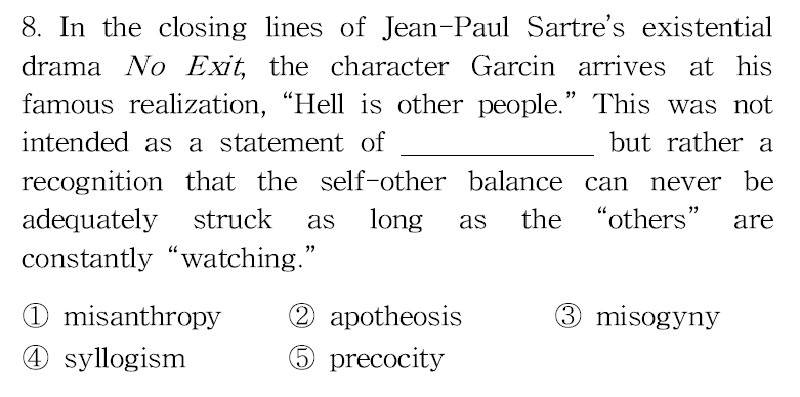 8. In the closing lines of Jean-Paul Sartre's existential
drama No Exit, the character Garcin arrives at his
famous realization, “Hell is other people.” This was not
intended as a statement of ______________ but rather a
recognition that the self-other balance can never be
adequately struck as long as the “others” are
constantly “watching.”
① misanthropy ② apotheosis ③ misogyny
④ syllogism ⑤ precocity